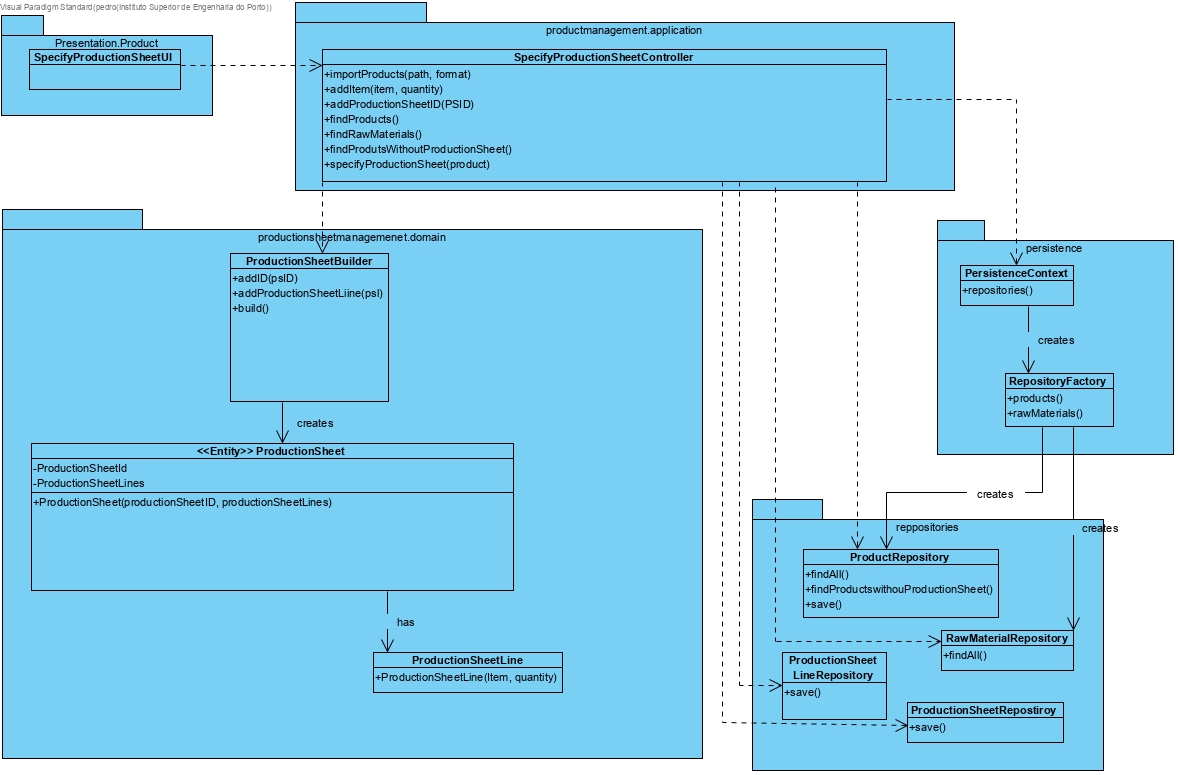 Visual Paradigm Standard(pedro(Instituto Superior de Engenharia do Porto))
Presentation.Product
SpecifyProductionSheetUI
productmanagement.application
SpecifyProductionSheetController
+importProducts(path, format)
+addItem(item, quantity)
+addProductionSheetID(PSID)
+findProducts()
+findRawMaterials()
+findProdutsWithoutProductionSheet()
+specifyProductionSheet(product)
productionsheetmanagemenet.domain
ProductionSheetBuilder
+addID(psID)
+addProductionSheetLiine(psl)
+build()
creates
<<Entity>> ProductionSheet
-ProductionSheetId
-ProductionSheetLines
+ProductionSheet(productionSheetID, productionSheetLines)
has
ProductionSheetLine
+ProductionSheetLine(Item, quantity)
persistence
PersistenceContext
+repositories()
creates
RepositoryFactory
+products()
+rawMaterials()
creates
creates
reppositories
ProductRepository
+findAll()
+findProductswithouProductionSheet()
+save()
RawMaterialRepository
+findAll()
ProductionSheet
LineRepository
+save()
ProductionSheetRepostiroy
+save()